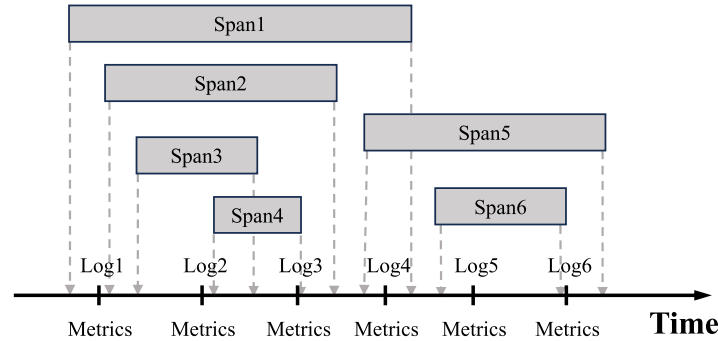 Span1
Span2
Span5
Span3
Span6
Span4
Log1 Log2 Log3 Log4 Log5 Log6
Metrics Metrics Metrics Metrics Metrics Metrics
Time